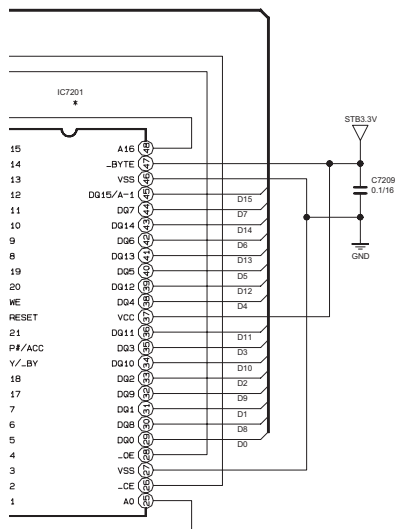 IC7201
*
STB3.3V
C7209
0.1/16
GND
15 A16 48
14 _BYTE 47
13 VSS 46
12 DQ15/A-1 45 D15
11 DQ7 44 D7
10 DQ14 43 D14
9 DQ6 42 D6
8 DQ13 41 D13
19 DQ5 40 D5
20 DQ12 39 D12
WE DQ4 38 D4
RESET VCC 37
21 DQ11 36 D11
P#/ACC DQ3 35 D3
Y/_BY DQ10 34 D10
18 DQ2 33 D2
17 DQ9 32 D9
7 DQ1 31 D1
6 DQ8 30 D8
5 DQ0 29 D0
4 _OE 28
3 VSS 27
2 _CE 26
1 A0 25